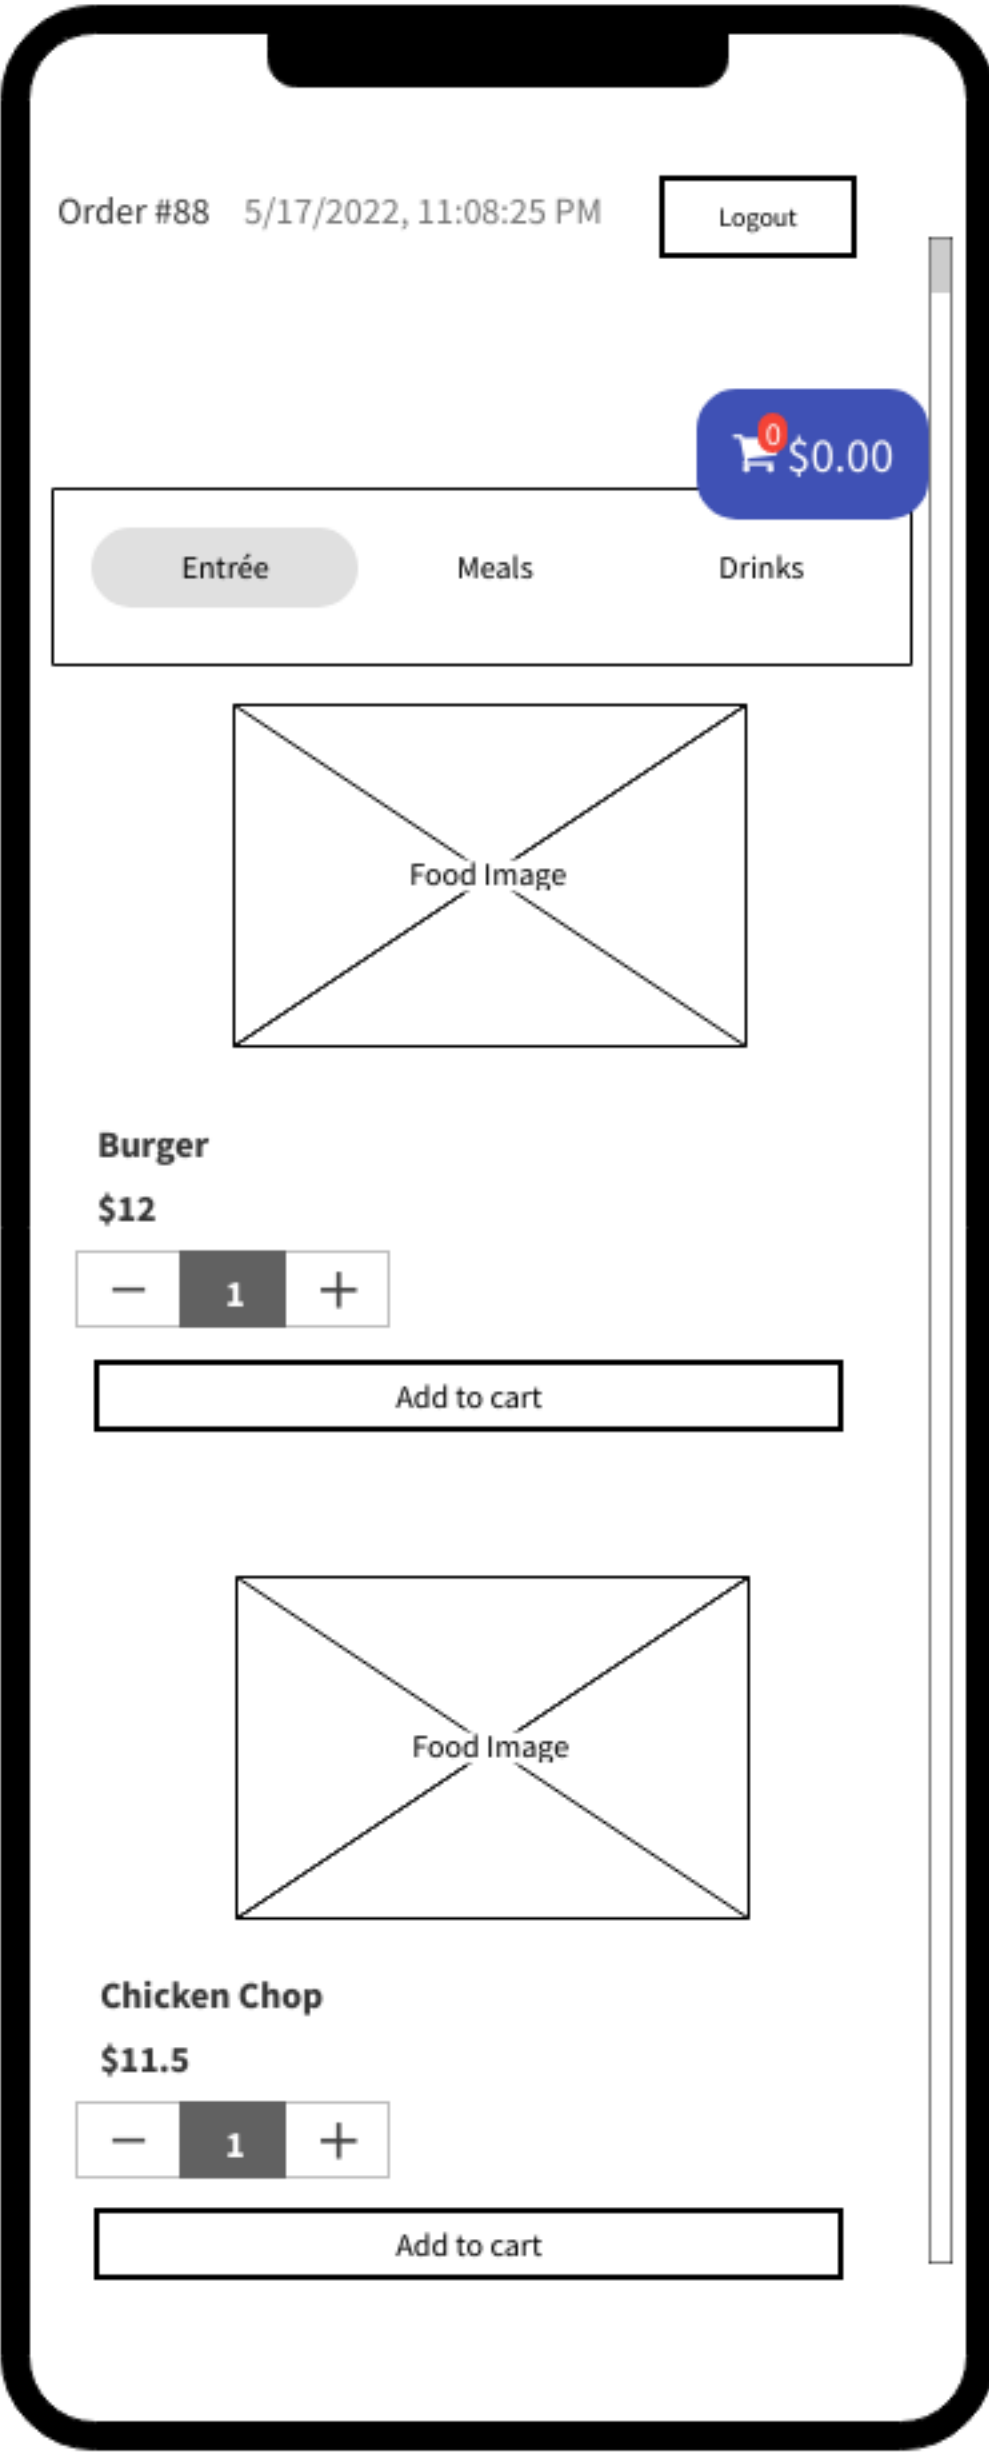 Order #88 5/17/2022, 11:08:25 PM Logout
0 $0.00
Entrée Meals Drinks
Food Image
Burger
$12
1
Add to cart
Food Image
Chicken Chop
$11.5
1
Add to cart